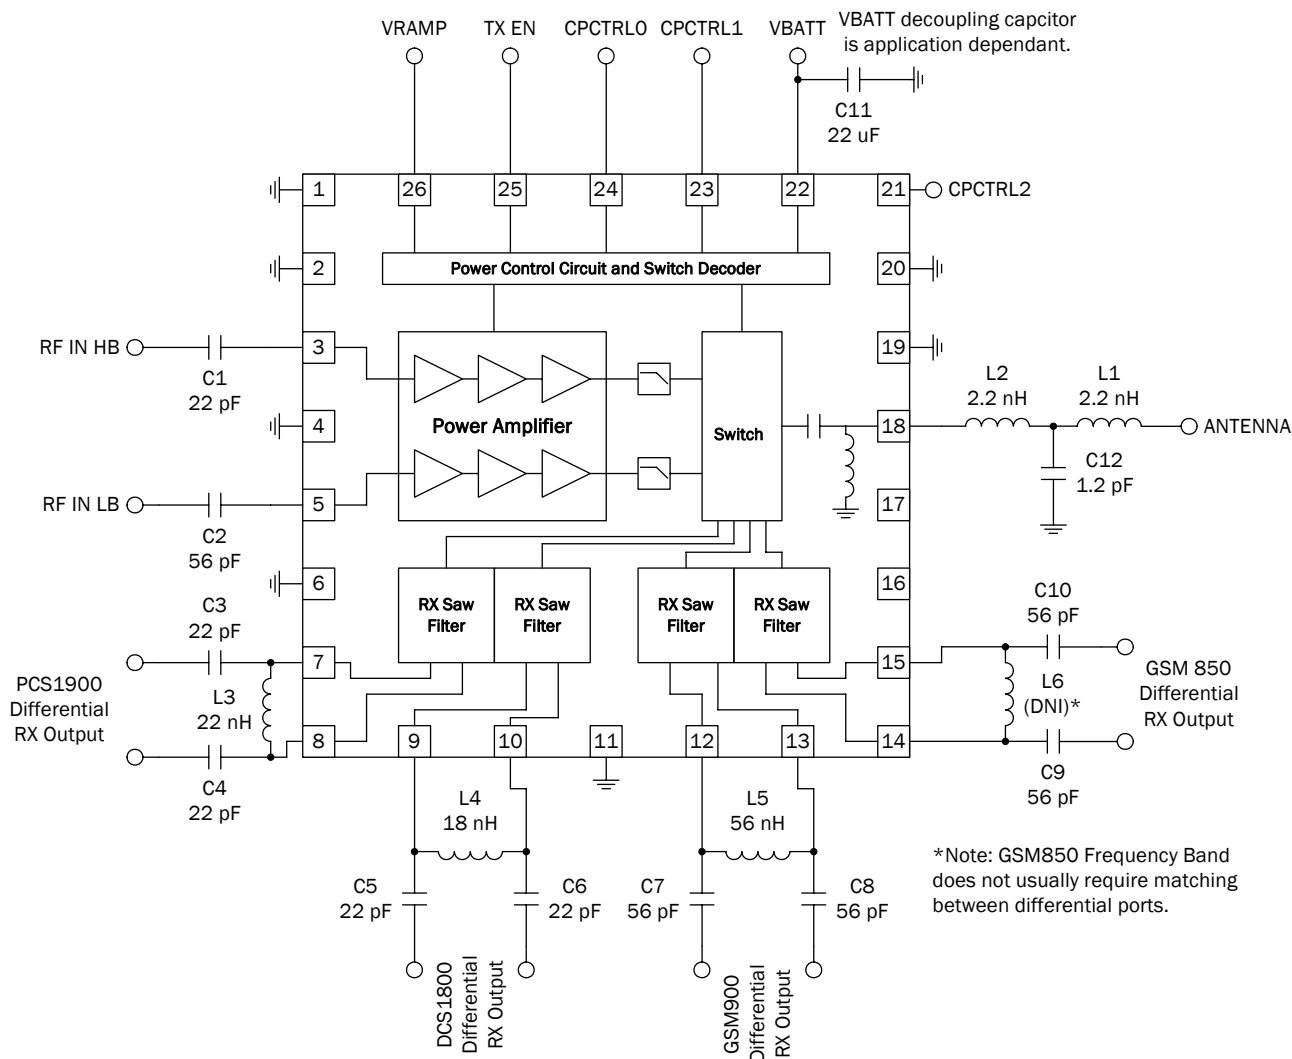 VRAMP
TX EN
CPCTRL0
CPCTRL1
VBATT
VBATT decoupling capcitor
is application dependant.
C11
22 uF
1
26
25
24
23
22
21
CPCTRL2
2
Power Control Circuit and Switch Decoder
20
RF IN HB
C1
22 pF
3
19
4
Power Amplifier
Switch
18
L2
2.2 nH
L1
2.2 nH
ANTENNA
C12
1.2 pF
RF IN LB
C2
56 pF
5
17
6
RX Saw
Filter
RX Saw
Filter
RX Saw
Filter
RX Saw
Filter
16
C3
22 pF
C10
56 pF
PCS1900
Differential
RX Output
L3
22 nH
7
15
L6
(DNI)*
GSM 850
Differential
RX Output
8
9
10
11
12
13
14
C4
22 pF
C9
56 pF
L4
18 nH
L5
56 nH
C5
22 pF
C6
22 pF
C7
56 pF
C8
56 pF
*Note: GSM850 Frequency Band
does not usually require matching
between differential ports.
DCS1800
Differential
RX Output
GSM900
Differential
RX Output